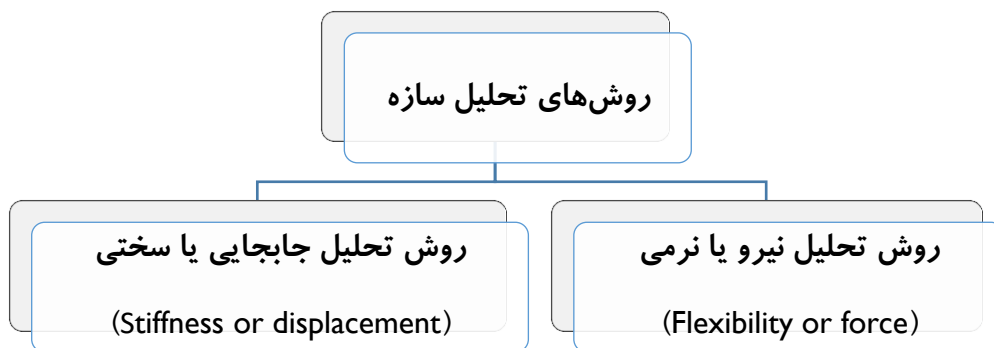 روش‌های تحلیل سازه
روش تحلیل نیرو یا نرمی
(Flexibility or force)
روش تحلیل جابجایی یا سختی
(Stiffness or displacement)